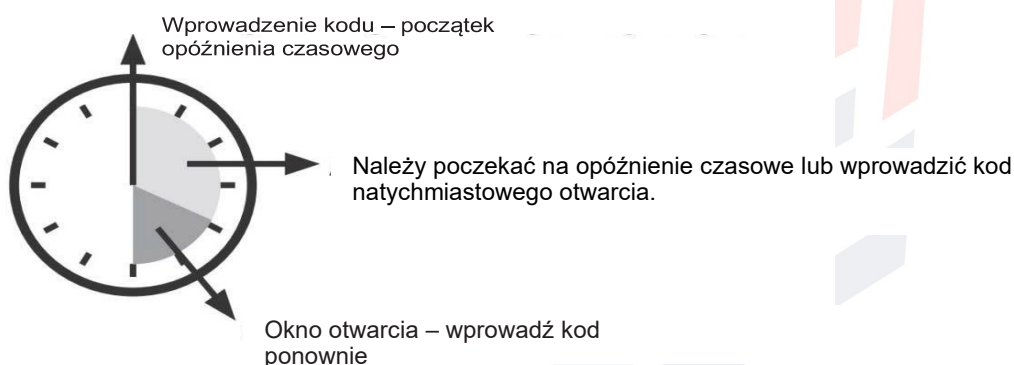 Wprowadzenie kodu – początek
opóźnienia czasowego
Należy poczekać na opóźnienie czasowe lub wprowadzić kod
natychmiastowego otwarcia.
Okno otwarcia – wprowadź kod
ponownie